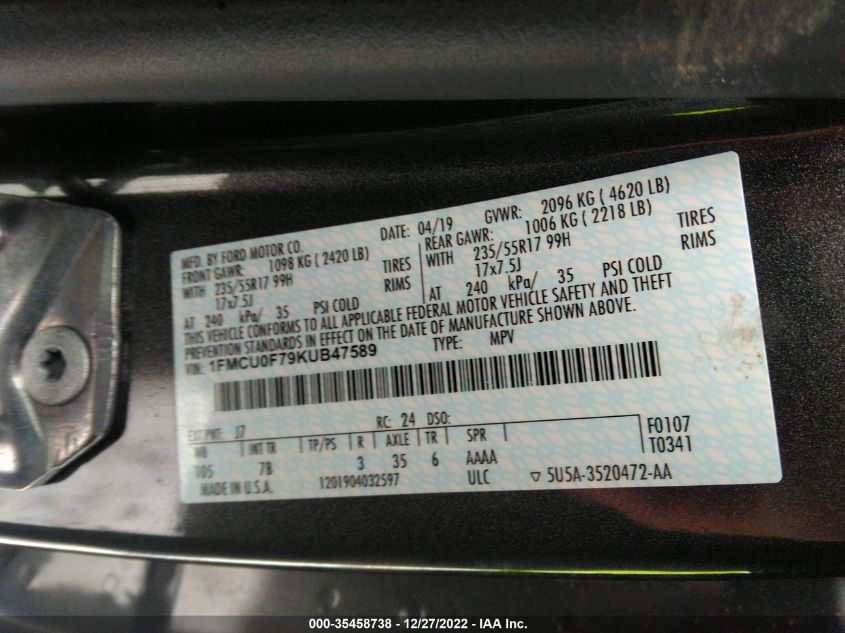 MFD. BY FORD MOTOR CO.
DATE: 04/19 GVWR: 2096 KG ( 4620 LB)
FRONT GAWR: 1098 KG ( 2420 LB)
WITH 235/55R17 99H TIRES
17x7.5J RIMS
AT 240 kPa/ 35 PSI COLD
REAR GAWR: 1006 KG ( 2218 LB)
WITH 235/55R17 99H TIRES
17x7.5J RIMS
AT 240 kPa/ 35 PSI COLD
THIS VEHICLE CONFORMS TO ALL APPLICABLE FEDERAL MOTOR VEHICLE SAFETY AND THEFT
PREVENTION STANDARDS IN EFFECT ON THE DATE OF MANUFACTURE SHOWN ABOVE.
VIN: 1FMCU0F79KUB47589 TYPE: MPV
EXT PNT: J7 RC: 24 DSO:
WB INT TR TP/PS R AXLE TR SPR
105 7B 3 35 6 AAAA
F0107
T0341
MADE IN U.S.A. 1201904032597 ULC ▽ 5U5A-3520472-AA
000-35458738 - 12/27/2022 - IAA Inc.